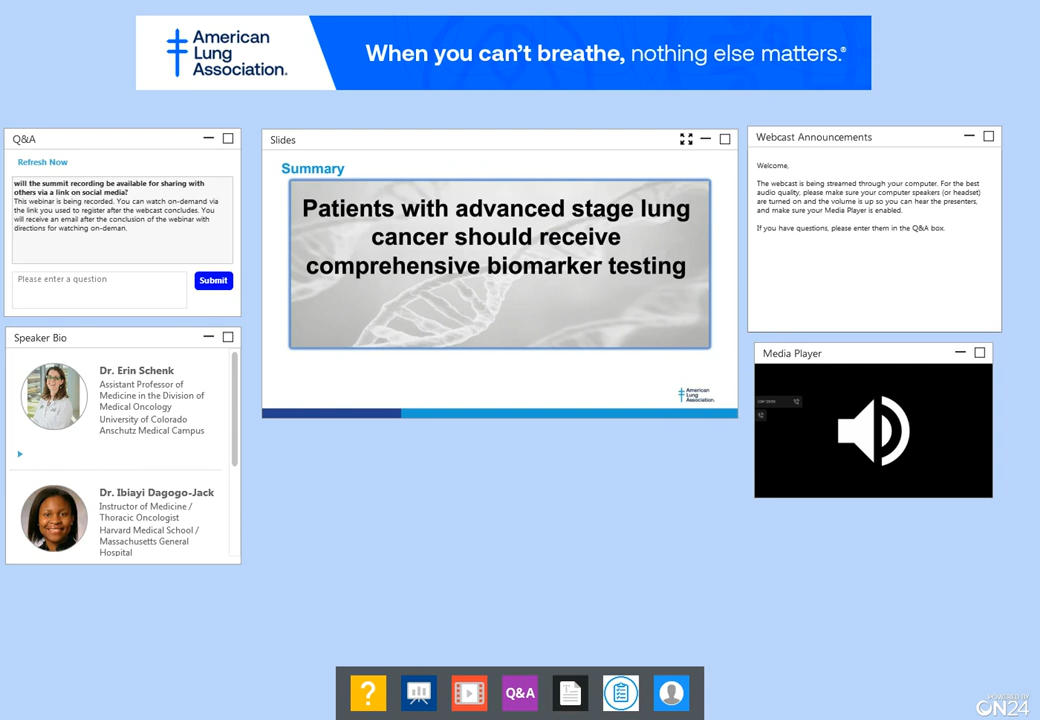 American
Lung
Association.
When you can't breathe, nothing else matters.®
Q&A
Refresh Now
will the summit recording be available for sharing with
others via a link on social media?
This webinar is being recorded. You can watch on-demand via
the link you used to register after the webcast concludes. You
will receive an email after the conclusion of the webinar with
directions for watching on-deman.
Please enter a question
Submit
Speaker Bio
Dr. Erin Schenk
Assistant Professor of
Medicine in the Division of
Medical Oncology
University of Colorado
Anschutz Medical Campus
Dr. Ibiayi Dagogo-Jack
Instructor of Medicine /
Thoracic Oncologist
Harvard Medical School /
Massachusetts General
Hospital
Slides
Summary
Patients with advanced stage lung
cancer should receive
comprehensive biomarker testing
American
Lung
Association.
Webcast Announcements
Welcome,
The webcast is being streamed through your computer. For the best
audio quality, please make sure your computer speakers (or headset)
are turned on and the volume is up so you can hear the presenters,
and make sure your Media Player is enabled.
If you have questions, please enter them in the Q&A box.
Media Player
?
Q&A
POWERED BY
ON24